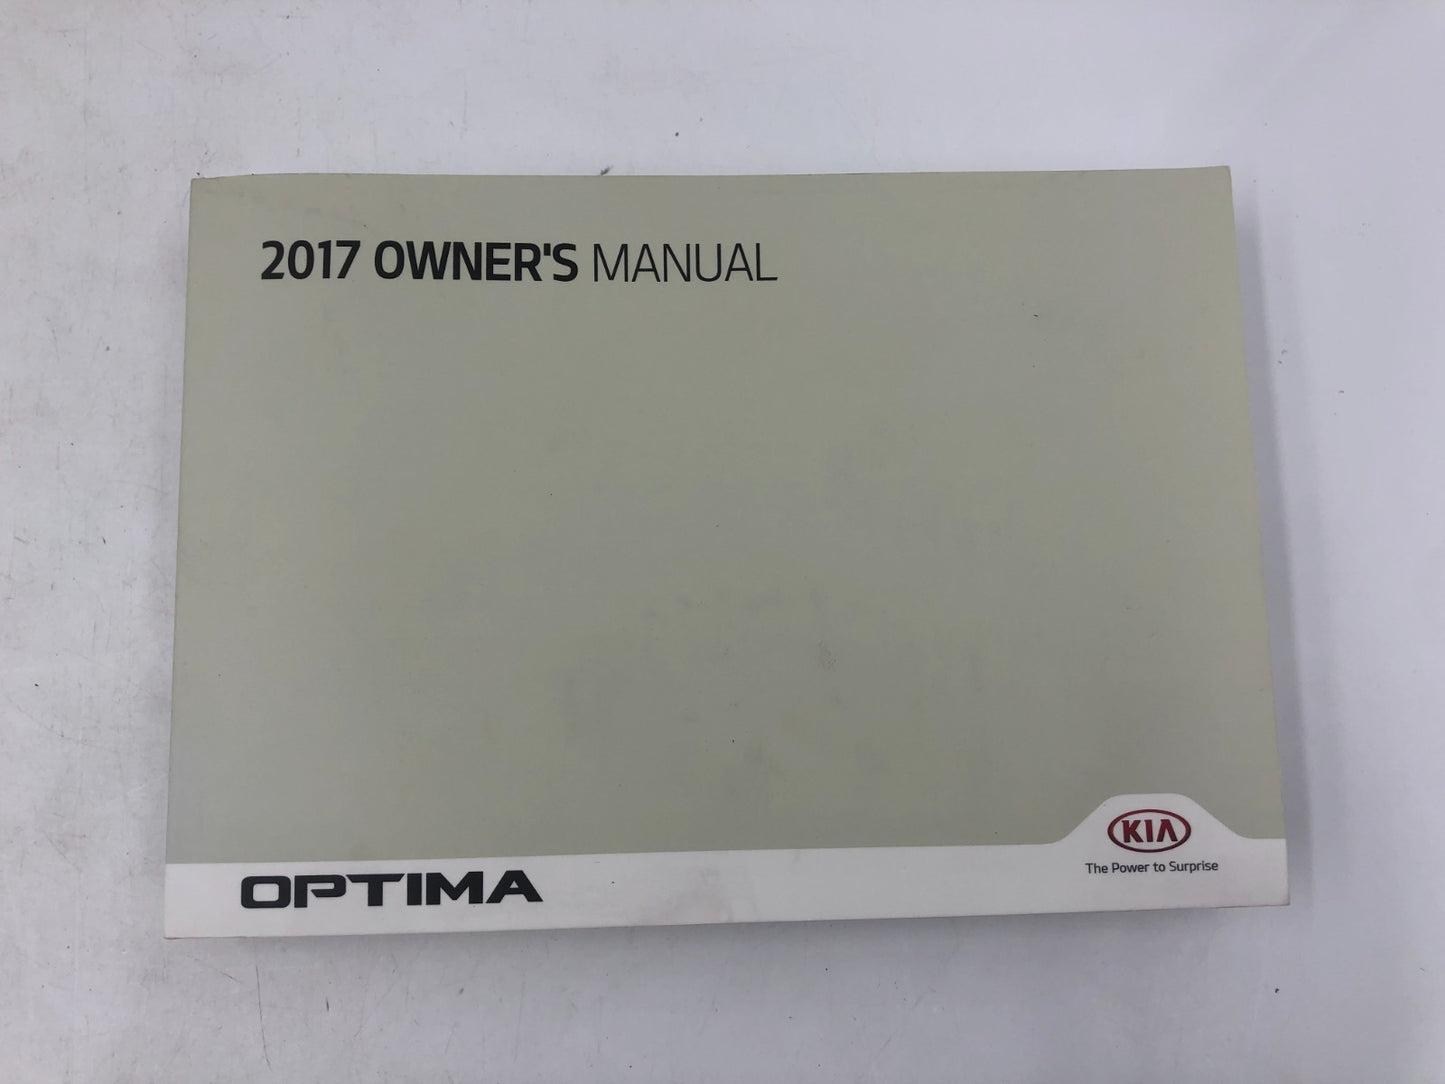 2017 OWNER'S MANUAL
KIA
The Power to Surprise
OPTIMA